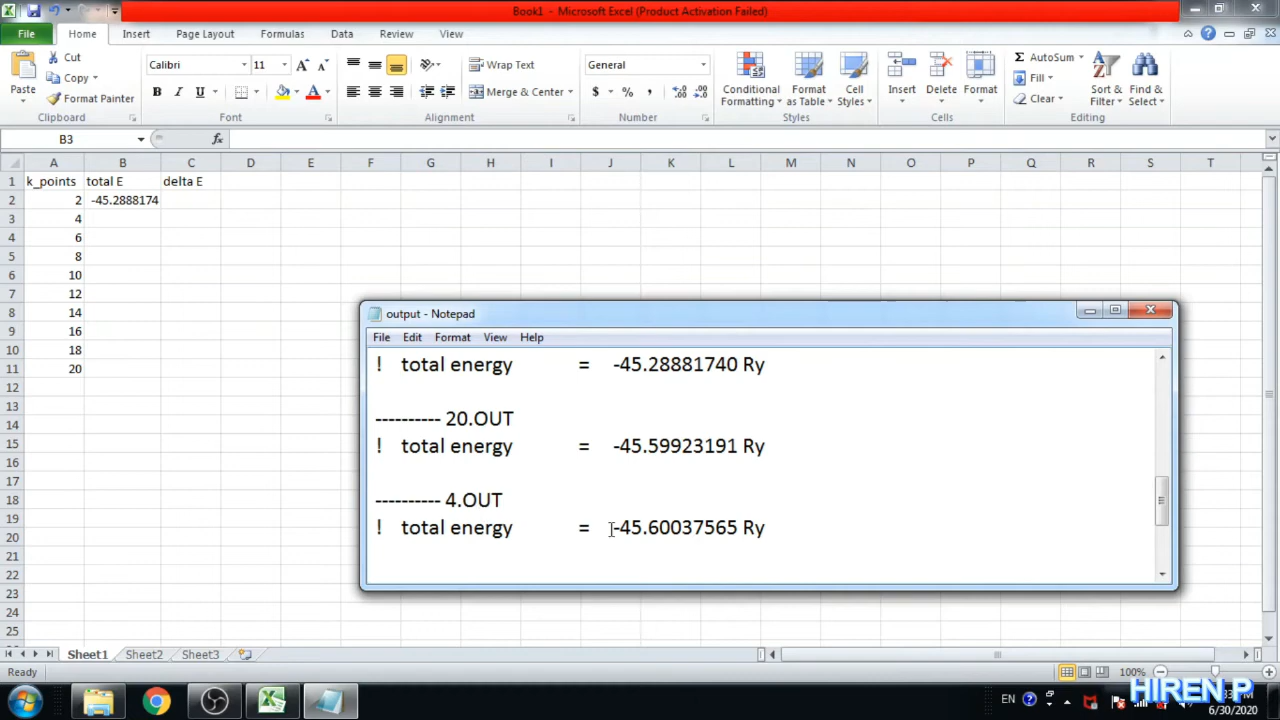 Book1 - Microsoft Excel (Product Activation Failed)
File Home Insert Page Layout Formulas Data Review View
Cut
Copy
Format Painter
Paste
Clipboard
Calibri 11
B I U
Font
Wrap Text
Merge & Center
Alignment
General
$ % ,
Number
Conditional Formatting
Format as Table
Cell Styles
Styles
Insert
Delete
Format
Cells
AutoSum
Fill
Clear
Sort & Filter
Find & Select
Editing
B3 fx
A B C D E F G H I J K L M N O P Q R S T
1 k_points total E delta E
2 2 -45.2888174
3 4
4 6
5 8
6 10
7 12
8 14
9 16
10 18
11 20
12
13
14
15
16
17
18
19
20
21
22
23
24
25
output - Notepad
File Edit Format View Help
! total energy = -45.28881740 Ry
---------- 20.OUT
! total energy = -45.59923191 Ry
---------- 4.OUT
! total energy = -45.60037565 Ry
Sheet1 Sheet2 Sheet3
Ready
100%
EN
6/30/2020
HIREN P